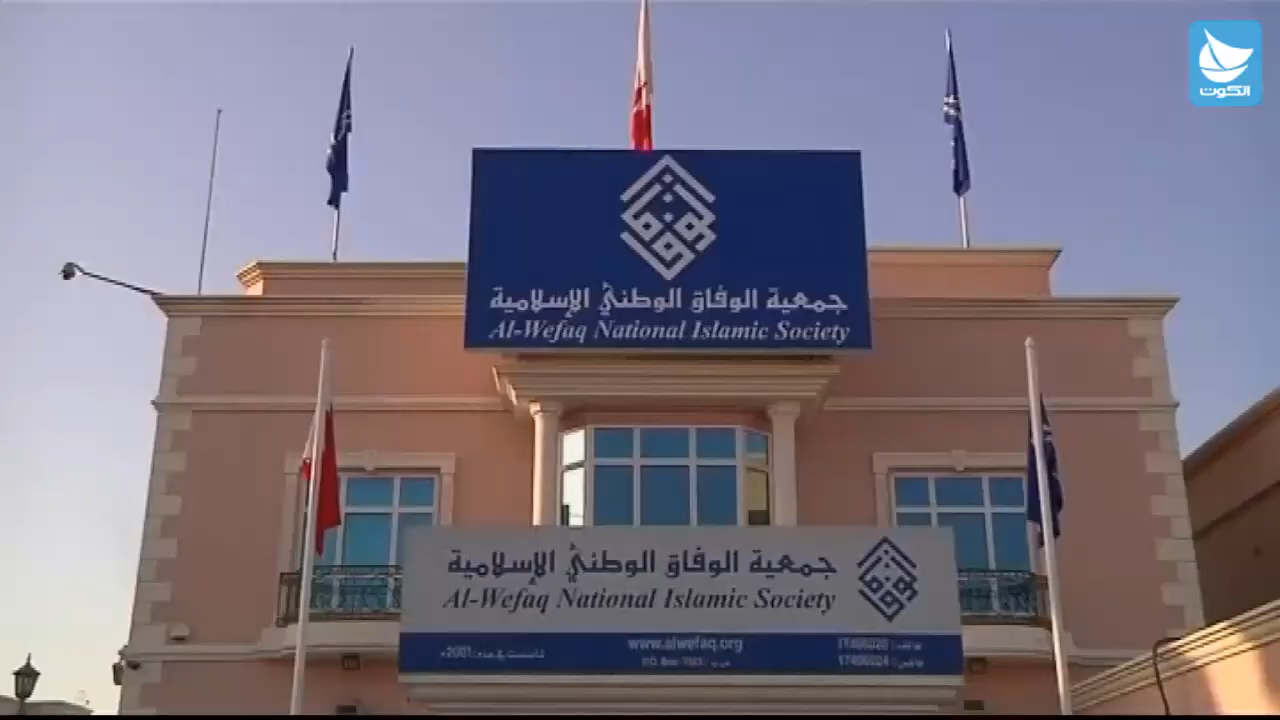 الكوت
جمعية الوفاق الوطني الإسلامية
Al-Wefaq National Islamic Society
جمعية الوفاق الوطني الإسلامية
Al-Wefaq National Islamic Society
www.alwefaq.org
2001